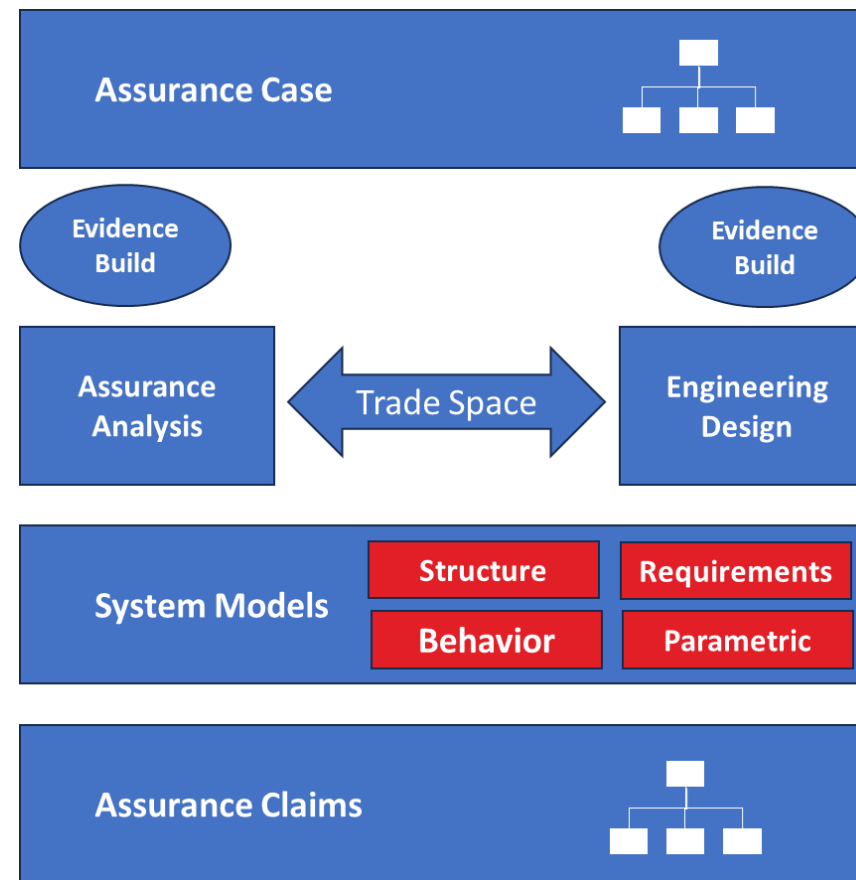 Assurance Case
Evidence
Build
Evidence
Build
Assurance
Analysis
Trade Space
Engineering
Design
System Models
Structure
Requirements
Behavior
Parametric
Assurance Claims